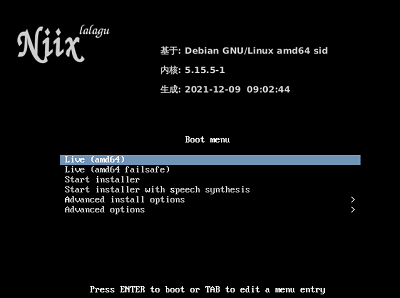 Niix lalagu
基于: Debian GNU/Linux amd64 sid
内核: 5.15.5-1
生成: 2021-12-09 09:02:44
Boot menu
Live (amd64)
Live (amd64 failsafe)
Start installer
Start installer with speech synthesis
Advanced install options >
Advanced options >
Press ENTER to boot or TAB to edit a menu entry